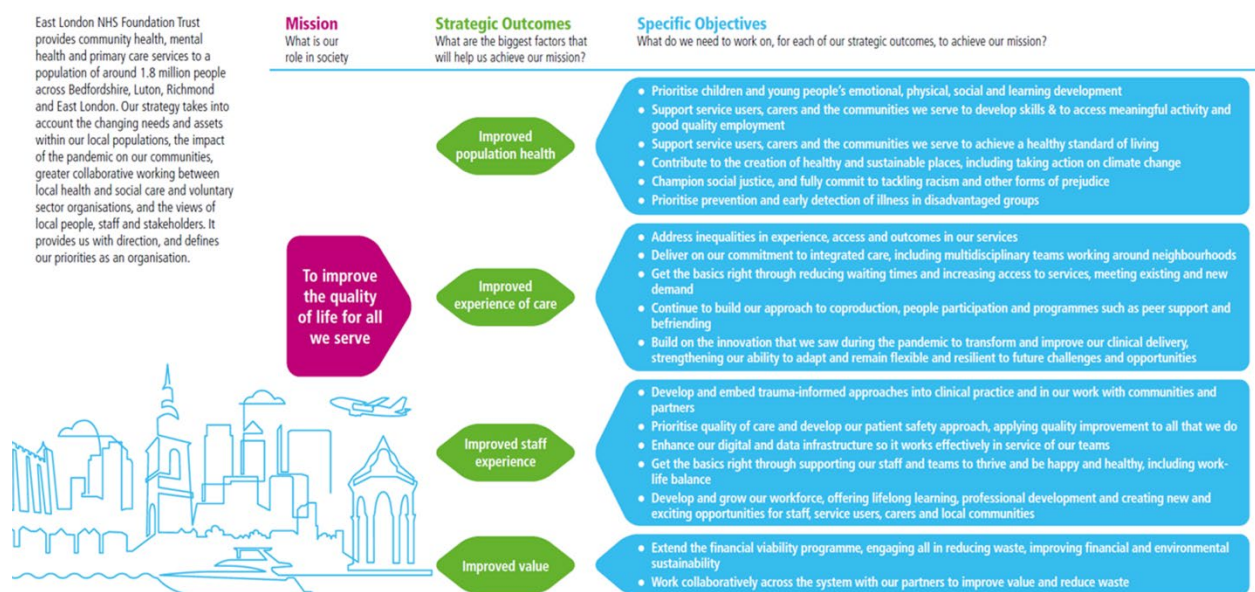 East London NHS Foundation Trust
provides community health, mental
health and primary care services to a
population of around 1.8 million people
across Bedfordshire, Luton, Richmond
and East London. Our strategy takes into
account the changing needs and assets
within our local populations, the impact
of the pandemic on our communities,
greater collaborative working between
local health and social care and voluntary
sector organisations, and the views of
local people, staff and stakeholders. It
provides us with direction, and defines
our priorities as an organisation.
Mission
What is our
role in society
To improve
the quality
of life for all
we serve
Strategic Outcomes
What are the biggest factors that
will help us achieve our mission?
Specific Objectives
What do we need to work on, for each of our strategic outcomes, to achieve our mission?
Improved
population health
• Prioritise children and young people's emotional, physical, social and learning development
• Support service users, carers and the communities we serve to develop skills & to access meaningful activity and
good quality employment
• Support service users, carers and the communities we serve to achieve a healthy standard of living
• Contribute to the creation of healthy and sustainable places, including taking action on climate change
• Champion social justice, and fully commit to tackling racism and other forms of prejudice
• Prioritise prevention and early detection of illness in disadvantaged groups
Improved
experience of care
• Address inequalities in experience, access and outcomes in our services
• Deliver on our commitment to integrated care, including multidisciplinary teams working around neighbourhoods
• Get the basics right through reducing waiting times and increasing access to services, meeting existing and new
demand
• Continue to build our approach to coproduction, people participation and programmes such as peer support and
befriending
• Build on the innovation that we saw during the pandemic to transform and improve our clinical delivery,
strengthening our ability to adapt and remain flexible and resilient to future challenges and opportunities
Improved staff
experience
• Develop and embed trauma-informed approaches into clinical practice and in our work with communities and
partners
• Prioritise quality of care and develop our patient safety approach, applying quality improvement to all that we do
• Enhance our digital and data infrastructure so it works effectively in service of our teams
• Get the basics right through supporting our staff and teams to thrive and be happy and healthy, including work-
life balance
• Develop and grow our workforce, offering lifelong learning, professional development and creating new and
exciting opportunities for staff, service users, carers and local communities
Improved value
• Extend the financial viability programme, engaging all in reducing waste, improving financial and environmental
sustainability
• Work collaboratively across the system with our partners to improve value and reduce waste